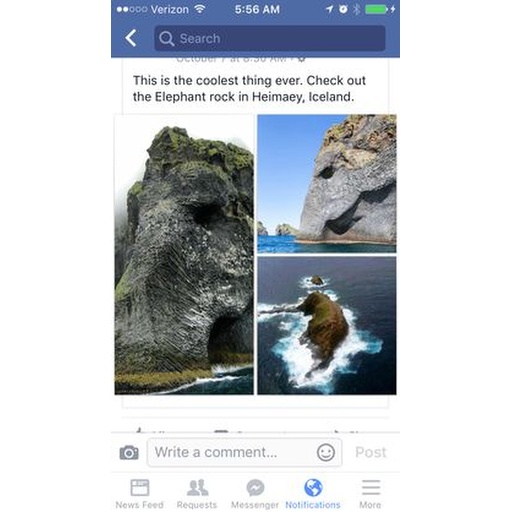 Verizon 5:56 AM
Search
October 7 at 8:30 AM
This is the coolest thing ever. Check out
the Elephant rock in Heimaey, Iceland.
Write a comment... Post
News Feed Requests Messenger Notifications More